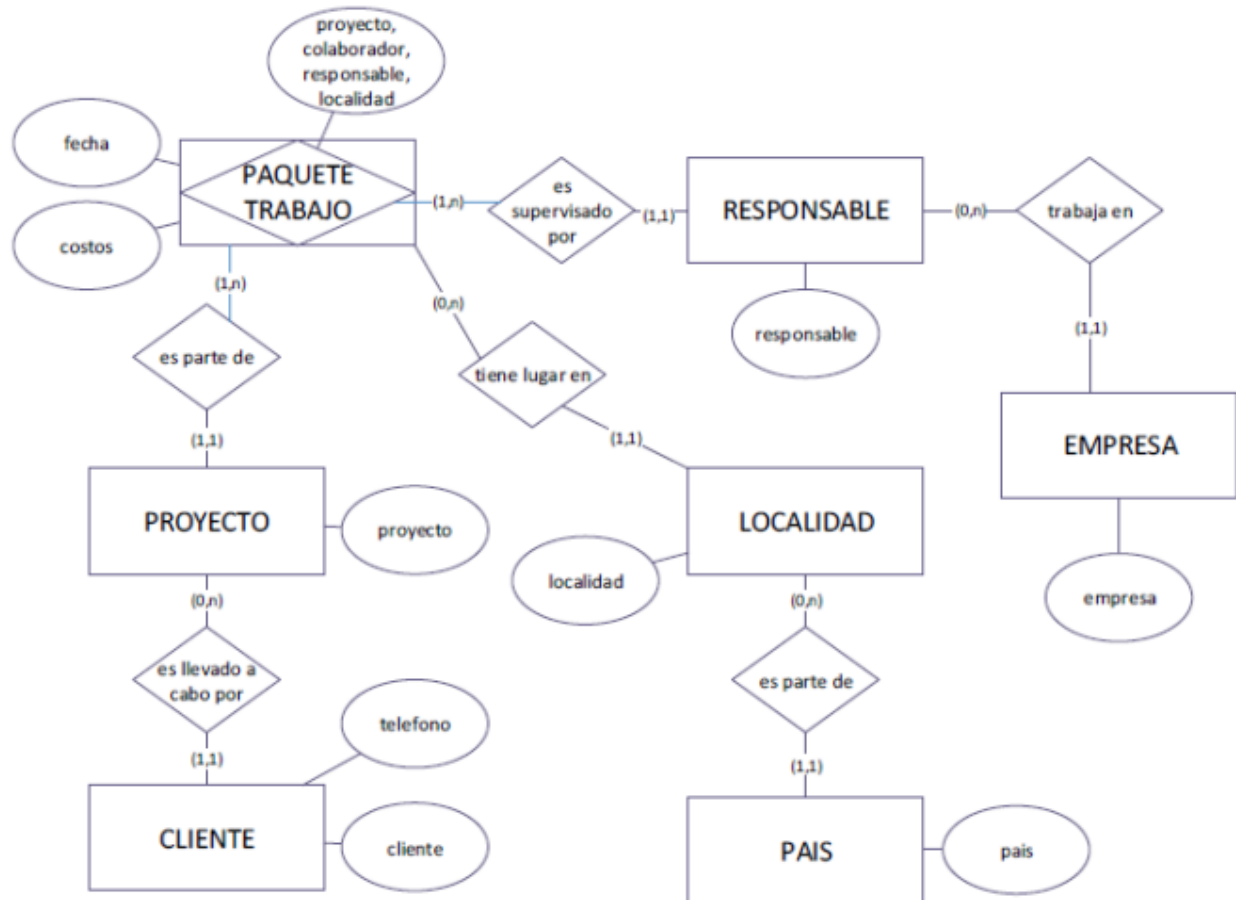 proyecto,
colaborador,
responsable,
localidad
fecha
PAQUETE
TRABAJO
costos
(1,n)
es
supervisado
por
(1,1)
RESPONSABLE
(0,n)
trabaja en
responsable
(1,1)
EMPRESA
empresa
(1,n)
es parte de
(1,1)
(0,n)
tiene lugar en
(1,1)
PROYECTO
proyecto
LOCALIDAD
localidad
(0,n)
es llevado a
cabo por
(1,1)
telefono
CLIENTE
cliente
(0,n)
es parte de
(1,1)
PAIS
pais